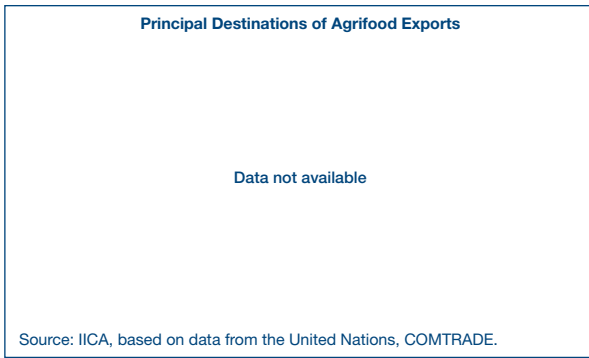 Principal Destinations of Agrifood Exports
Data not available
Source: IICA, based on data from the United Nations, COMTRADE.